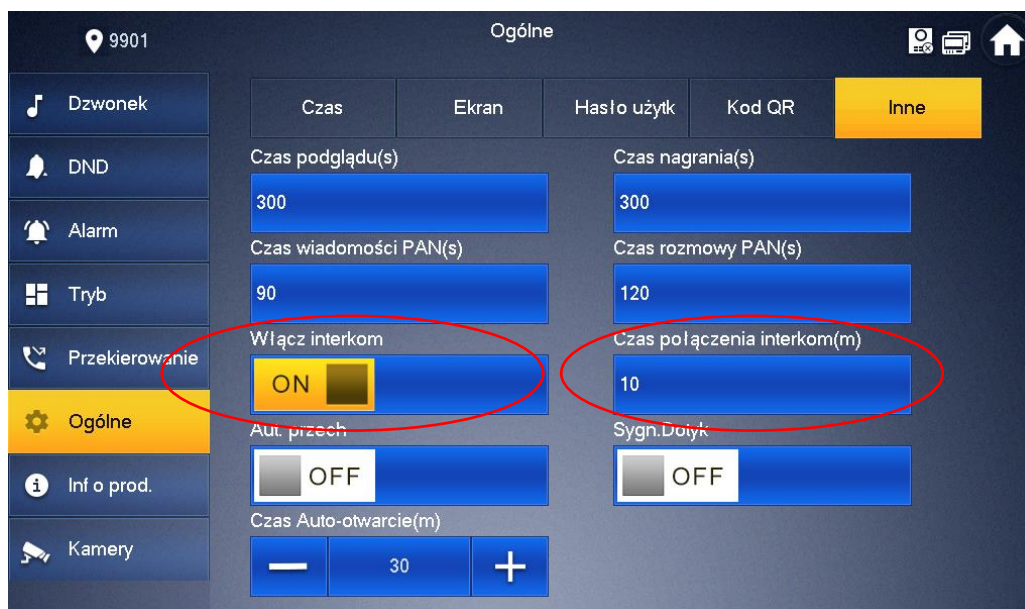 9901
Ogólne
Dzwonek
DND
Alarm
Tryb
Przekierowanie
Ogólne
Inf o prod.
Kamery
Czas
Ekran
Hasło użytk
Kod QR
Inne
Czas podglądu(s)
Czas nagrania(s)
300
300
Czas wiadomości PAN(s)
Czas rozmowy PAN(s)
90
120
Włącz interkom
Czas połączenia interkom(m)
ON
10
Aut. przech
Sygn.Dotyk
OFF
OFF
Czas Auto-otwarcie(m)
30